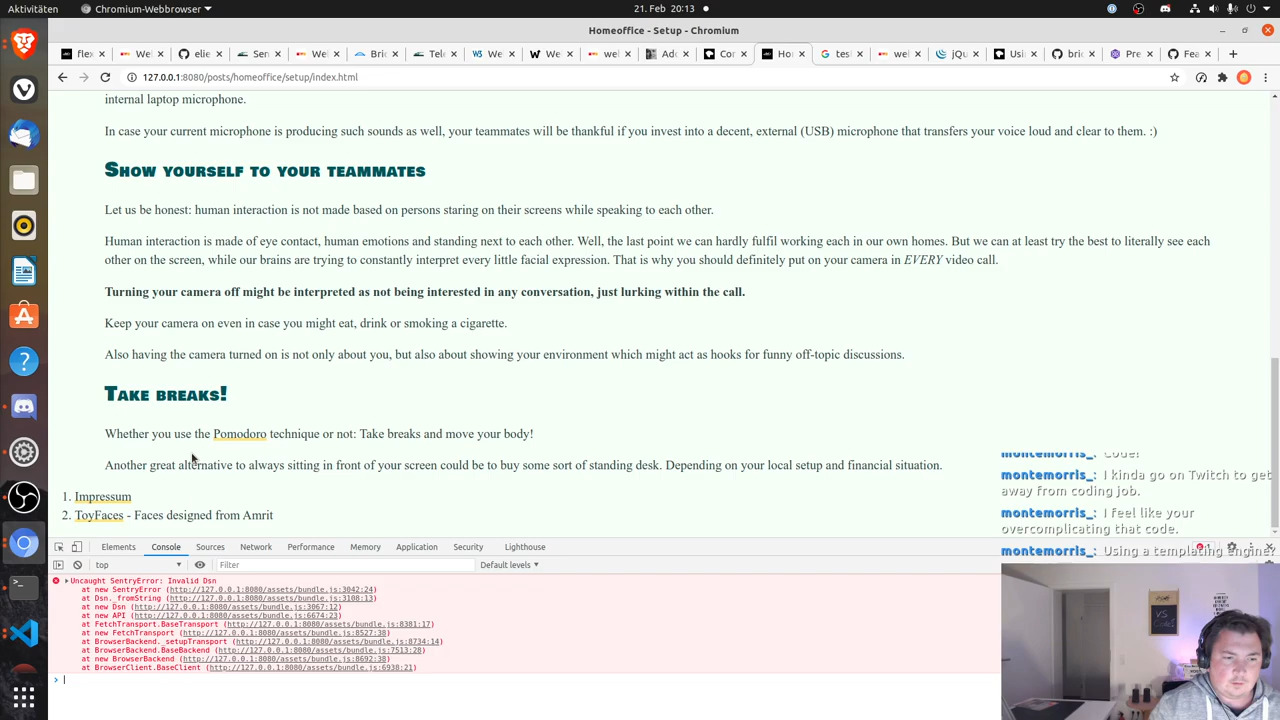 Aktivitäten
Chromium-Webbrowser
21. Feb 20:13
Homeoffice - Setup - Chromium
flex
Wel
elie
Sen
Wel
Bric
Tele
We
We
wel
Add
Cor
Ho
test
wel
jQu
Usi
bric
Pre
Fea
127.0.0.1:8080/posts/homeoffice/setup/index.html
internal laptop microphone.
In case your current microphone is producing such sounds as well, your teammates will be thankful if you invest into a decent, external (USB) microphone that transfers your voice loud and clear to them. :)
Show yourself to your teammates
Let us be honest: human interaction is not made based on persons staring on their screens while speaking to each other.
Human interaction is made of eye contact, human emotions and standing next to each other. Well, the last point we can hardly fulfil working each in our own homes. But we can at least try the best to literally see each
other on the screen, while our brains are trying to constantly interpret every little facial expression. That is why you should definitely put on your camera in EVERY video call.
Turning your camera off might be interpreted as not being interested in any conversation, just lurking within the call.
Keep your camera on even in case you might eat, drink or smoking a cigarette.
Also having the camera turned on is not only about you, but also about showing your environment which might act as hooks for funny off-topic discussions.
Take breaks!
Whether you use the Pomodoro technique or not: Take breaks and move your body!
Another great alternative to always sitting in front of your screen could be to buy some sort of standing desk. Depending on your local setup and financial situation.
1. Impressum
2. ToyFaces - Faces designed from Amrit
montemorris_: Code!
montemorris_: I kinda go on Twitch to get
away from coding job.
montemorris_: I feel like your
overcomplicating that code.
montemorris_: Using a templating engine?
Elements
Console
Sources
Network
Performance
Memory
Application
Security
Lighthouse
top
Filter
Default levels
Uncaught SentryError: Invalid Dsn
at new SentryError (http://127.0.0.1:8080/assets/bundle.js:3042:24)
at Dsn._fromString (http://127.0.0.1:8080/assets/bundle.js:3108:13)
at new Dsn (http://127.0.0.1:8080/assets/bundle.js:3067:12)
at new API (http://127.0.0.1:8080/assets/bundle.js:6674:23)
at FetchTransport.BaseTransport (http://127.0.0.1:8080/assets/bundle.js:8381:17)
at new FetchTransport (http://127.0.0.1:8080/assets/bundle.js:8527:38)
at BrowserBackend._setupTransport (http://127.0.0.1:8080/assets/bundle.js:8734:14)
at BrowserBackend.BaseBackend (http://127.0.0.1:8080/assets/bundle.js:7513:28)
at new BrowserBackend (http://127.0.0.1:8080/assets/bundle.js:8692:38)
at BrowserClient.BaseClient (http://127.0.0.1:8080/assets/bundle.js:6938:21)